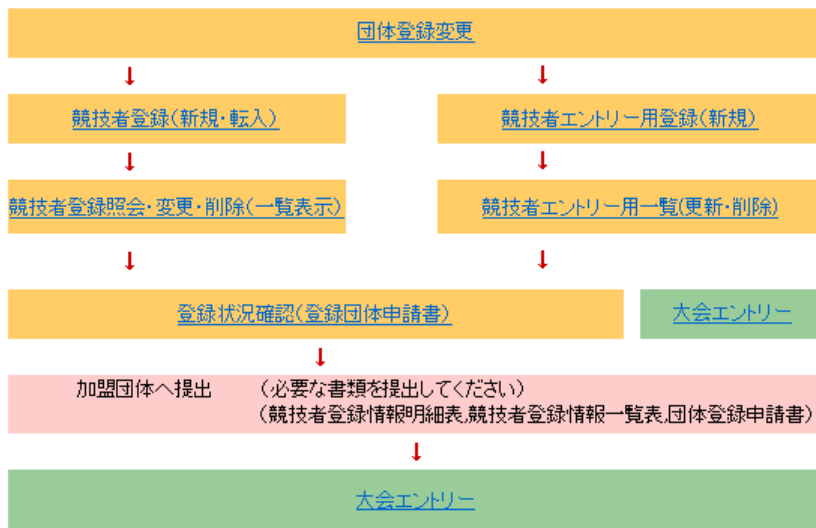 団体登録変更
↓ ↓
競技者登録(新規・転入) 競技者エントリー用登録(新規)
↓ ↓
競技者登録照会・変更・削除(一覧表示) 競技者エントリー用一覧(更新・削除)
↓ ↓
登録状況確認(登録団体申請書) 大会エントリー
↓
加盟団体へ提出 (必要な書類を提出してください)
(競技者登録情報明細表,競技者登録情報一覧表,団体登録申請書)
↓
大会エントリー